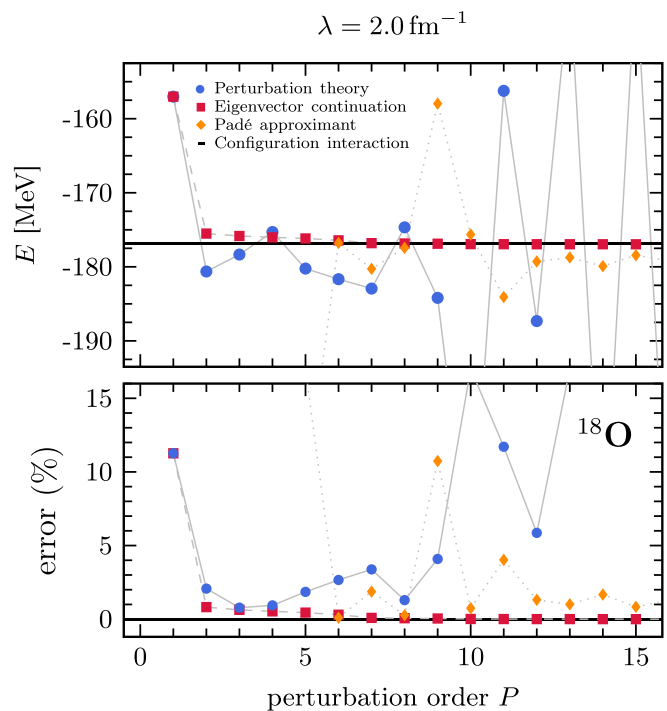 λ = 2.0 fm⁻¹
Perturbation theory
Eigenvector continuation
Padé approximant
Configuration interaction
E [MeV]
-160
-170
-180
-190
¹⁸O
error (%)
15
10
5
0
0 5 10 15
perturbation order P